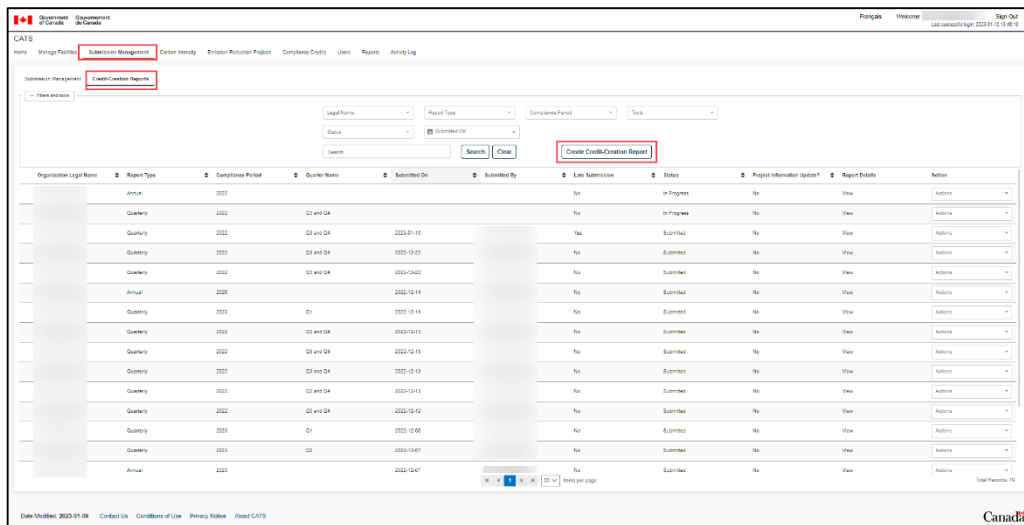 Government of Canada Gouvernement du Canada Français Welcome Sign Out
Last successful login: 2023-01-12 13:46:19
CATS
Home Manage Facilities Submission Management Carbon Intensity Emission-Reduction Projects Compliance Credits Users Reports Activity Log
Submission Management Credit-Creation Reports
Filters and tools
Legal Name Report Type Compliance Period Tools
Status Submitted On
Search Search Clear Create Credit-Creation Report
Organization Legal Name Report Type Compliance Period Quarter Name Submitted On Submitted By Late Submission Status Project Information Update? Report Details Action
Annual 2022 No In Progress No View Actions
Quarterly 2022 Q3 and Q4 No In Progress No View Actions
Quarterly 2022 Q3 and Q4 2023-01-10 Yes Submitted No View Actions
Quarterly 2022 Q3 and Q4 2022-12-22 No Submitted No View Actions
Quarterly 2022 Q3 and Q4 2022-12-22 No Submitted No View Actions
Annual 2022-12-14 No Submitted No View Actions
Quarterly Q1 2022-12-14 No Submitted No View Actions
Quarterly 2022 Q3 and Q4 2022-12-13 No Submitted No View Actions
Quarterly 2022 Q3 and Q4 2022-12-13 No Submitted No View Actions
Quarterly 2022 Q3 and Q4 2022-12-13 No Submitted No View Actions
Quarterly Q3 and Q4 2022-12-13 No Submitted No View Actions
Quarterly 2022 Q3 and Q4 2022-12-12 No Submitted No View Actions
Quarterly Q1 2022-12-08 No Submitted No View Actions
Quarterly 2022-12-07 No Submitted No View Actions
Annual 2022-12-07 No Submitted No View Actions
1 20 items per page Total Records: 19
Date Modified: 2023-01-09 Contact Us Conditions of Use Privacy Notice About CATS Canada